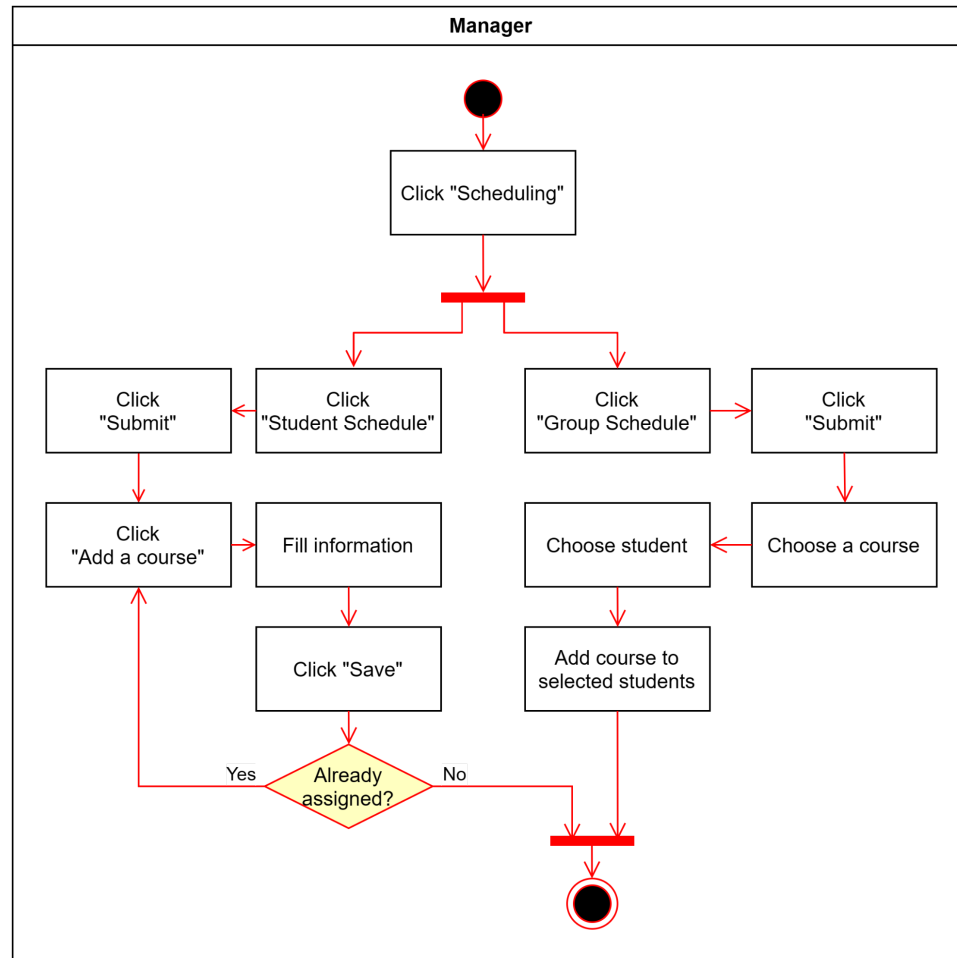 Manager
Click "Scheduling"
Click
"Submit"
Click
"Student Schedule"
Click
"Group Schedule"
Click
"Submit"
Click
"Add a course"
Fill information
Choose student
Choose a course
Click "Save"
Add course to
selected students
Yes
Already
assigned?
No